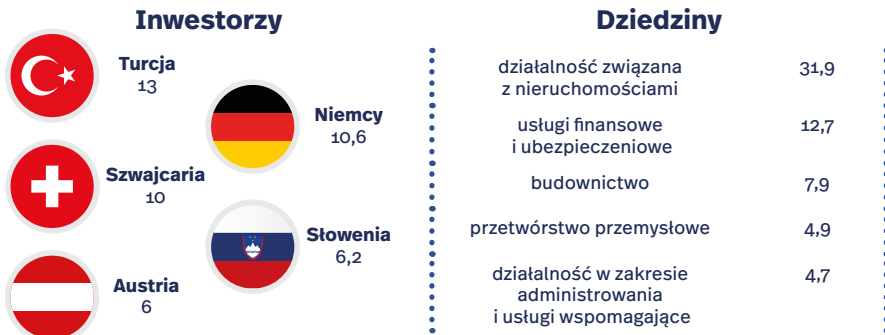 Inwestorzy
Turcja
13
Niemcy
10,6
Szwajcaria
10
Słowenia
6,2
Austria
6
Dziedziny
działalność związana
z nieruchomościami
31,9
usługi finansowe
i ubezpieczeniowe
12,7
budownictwo
7,9
przetwórstwo przemysłowe
4,9
działalność w zakresie
administrowania
i usługi wspomagające
4,7